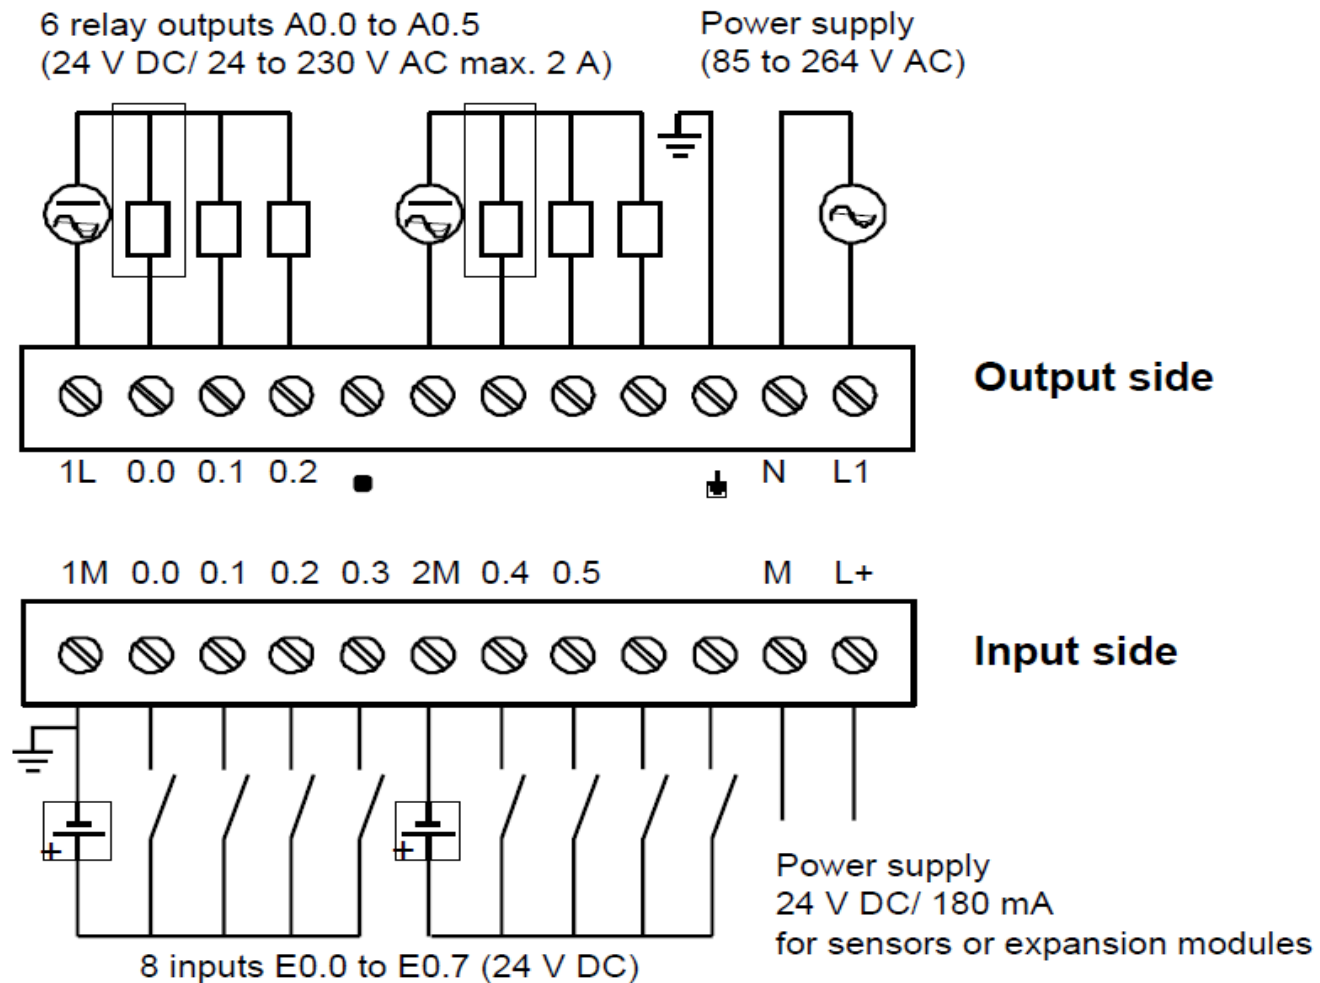 6 relay outputs A0.0 to A0.5
(24 V DC/ 24 to 230 V AC max. 2 A)
Power supply
(85 to 264 V AC)
Output side
1L 0.0 0.1 0.2 N L1
1M 0.0 0.1 0.2 0.3 2M 0.4 0.5 M L+
Input side
+ +
Power supply
24 V DC/ 180 mA
for sensors or expansion modules
8 inputs E0.0 to E0.7 (24 V DC)